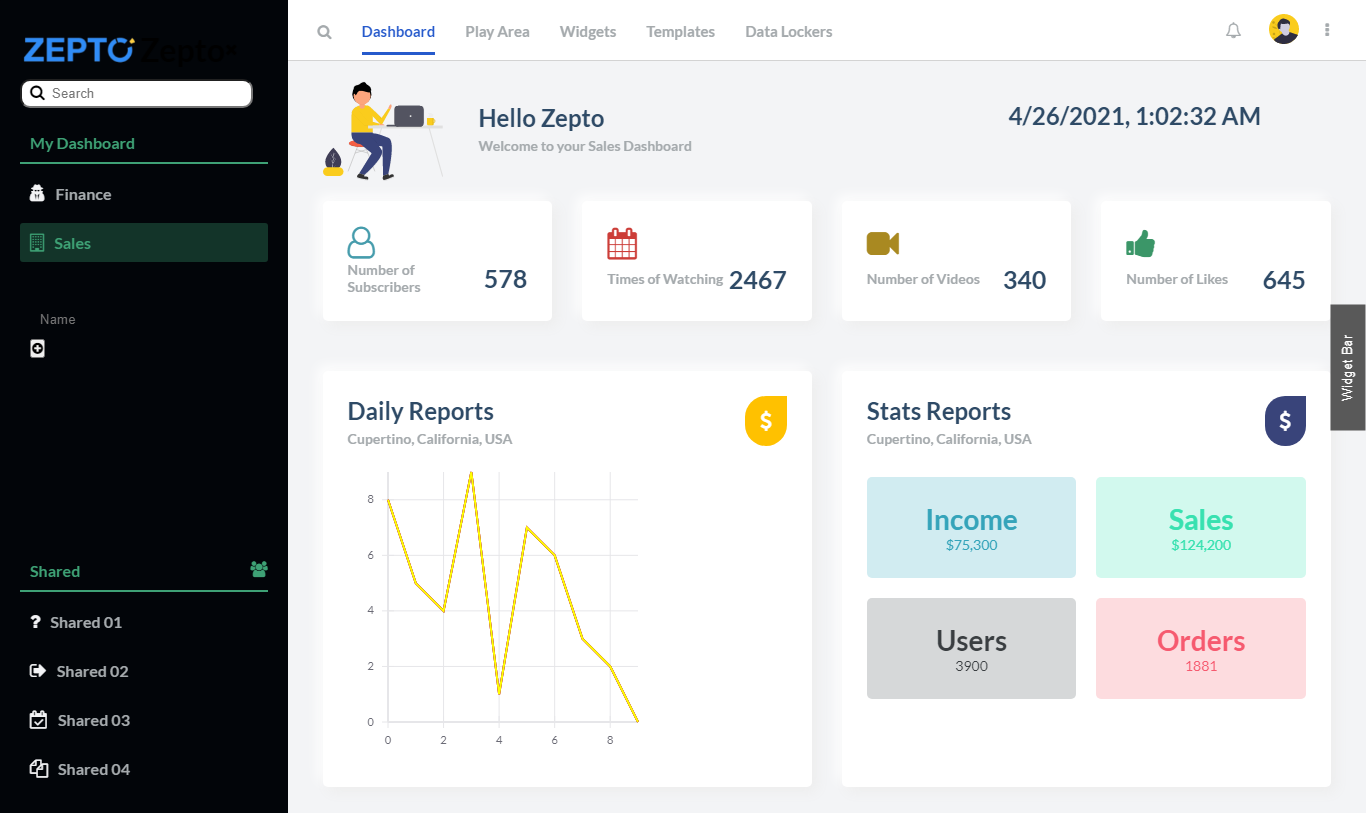 ZEPTO Zepto
Search
My Dashboard
Finance
Sales
Name
Shared
Shared 01
Shared 02
Shared 03
Shared 04
Dashboard Play Area Widgets Templates Data Lockers
Hello Zepto
Welcome to your Sales Dashboard
4/26/2021, 1:02:32 AM
Number of
Subscribers
578
Times of Watching 2467
Number of Videos 340
Number of Likes 645
Widget Bar
Daily Reports
Cupertino, California, USA
$
8
6
4
2
0
0 2 4 6 8
Stats Reports
Cupertino, California, USA
$
Income
$75,300
Sales
$124,200
Users
3900
Orders
1881